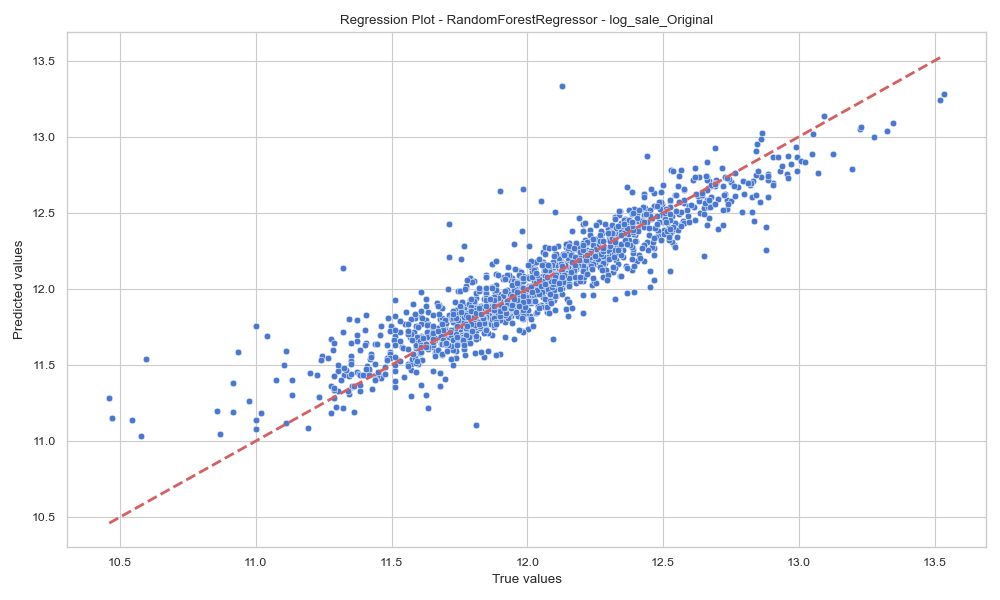 Regression Plot - RandomForestRegressor - log_sale_Original
Predicted values
13.5
13.0
12.5
12.0
11.5
11.0
10.5
10.5 11.0 11.5 12.0 12.5 13.0 13.5
True values